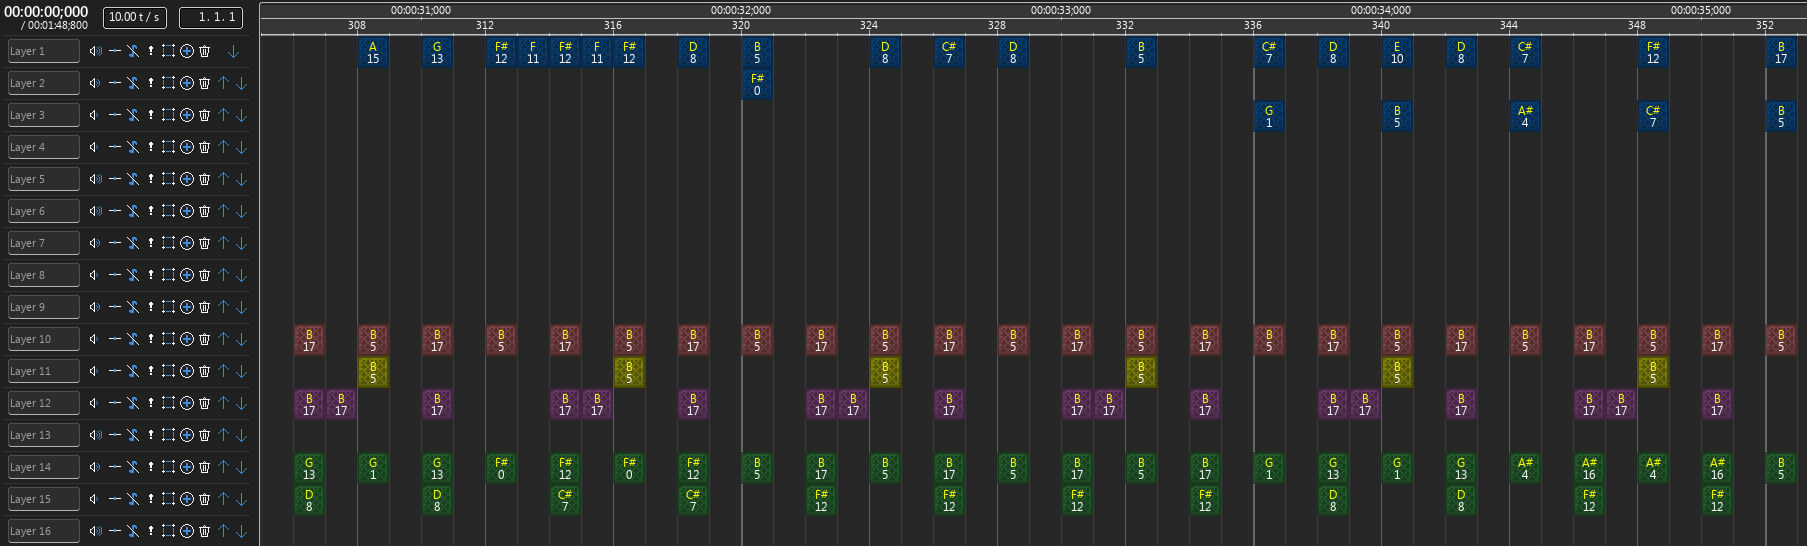 00:00:00;000
/ 00:01:48;800
10.00 t / s
1. 1. 1
00:00:31;000 00:00:32;000 00:00:33;000 00:00:34;000 00:00:35;000
308 312 316 320 324 328 332 336 340 344 348 352
Layer 1 A G F# F F# F F# D B D C# D B C# D E D C# F# B
15 13 12 11 12 11 12 8 5 8 7 8 5 7 8 10 8 7 12 17
Layer 2 F#
0
Layer 3 G B A# C# B
1 5 4 7 5
Layer 4
Layer 5
Layer 6
Layer 7
Layer 8
Layer 9
Layer 10 B B B B B B B B B B B B B B B B B B B B B B B B
17 5 17 5 17 5 17 5 17 5 17 5 17 5 17 5 17 5 17 5 17 5 17 5
Layer 11 B B B B B B
5 5 5 5 5 5
Layer 12 B B B B B B B B B B B B B B B B B B
17 17 17 17 17 17 17 17 17 17 17 17 17 17 17 17 17 17
Layer 13
Layer 14 G G G F# F# F# F# B B B B B B B B G G G G A# A# A# A# B
13 1 13 0 12 0 12 5 17 5 17 5 17 5 17 1 13 1 13 4 16 4 16 5
Layer 15 D D C# C# F# F# F# F# D D F# F#
8 8 7 7 12 12 12 12 8 8 12 12
Layer 16